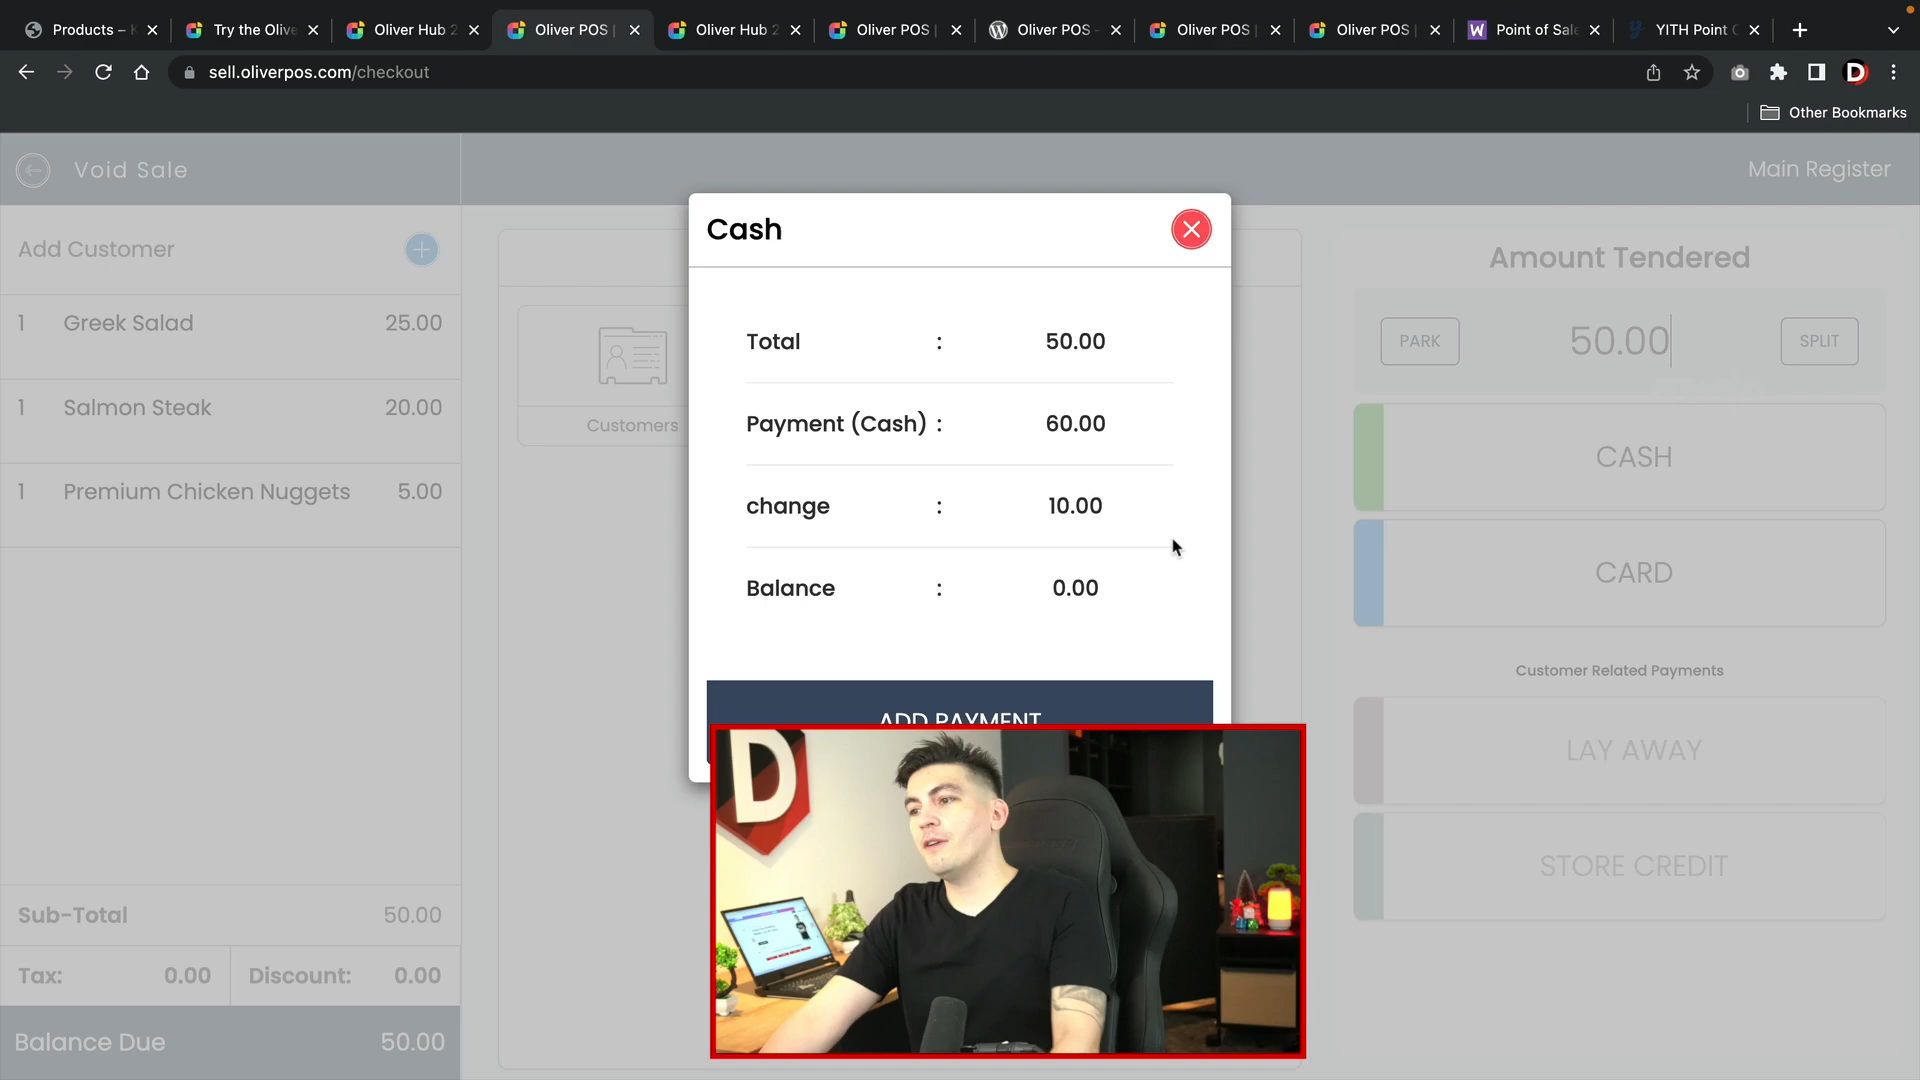 Products – K
Try the Olive
Oliver Hub 2
Oliver POS |
Oliver Hub 2
Oliver POS |
Oliver POS -
Oliver POS |
Oliver POS |
W Point of Sale
YITH Point O
sell.oliverpos.com/checkout
D
Other Bookmarks
Void Sale
Main Register
Add Customer
1 Greek Salad 25.00
1 Salmon Steak 20.00
1 Premium Chicken Nuggets 5.00
Sub-Total 50.00
Tax: 0.00 Discount: 0.00
Balance Due 50.00
Customers
Cash
Total : 50.00
Payment (Cash) : 60.00
change : 10.00
Balance : 0.00
ADD PAYMENT
D
Amount Tendered
PARK 50.00 SPLIT
CASH
CARD
Customer Related Payments
LAY AWAY
STORE CREDIT